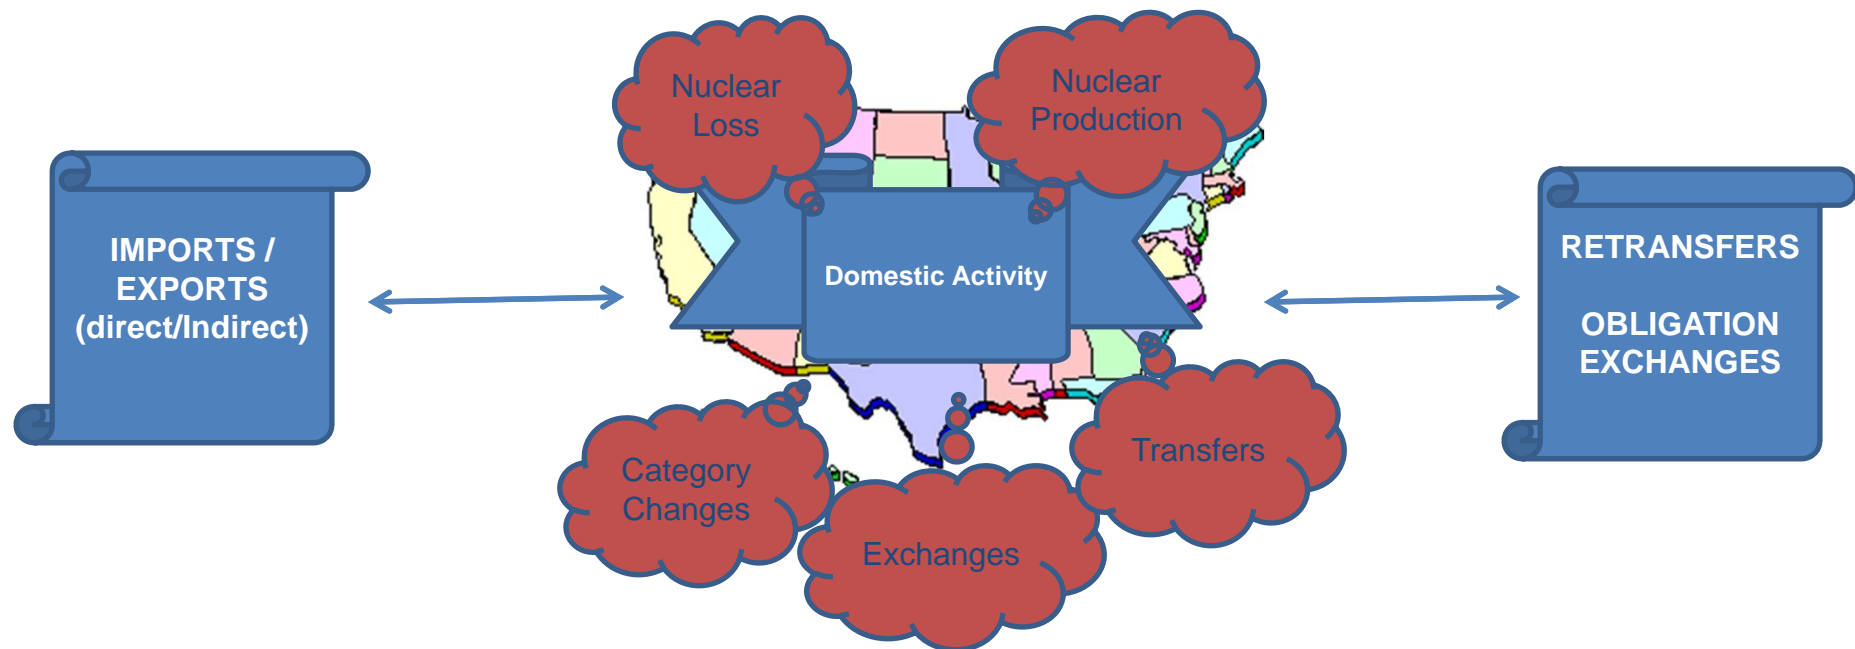 Nuclear
Loss
Nuclear
Production
IMPORTS /
EXPORTS
(direct/Indirect)
Domestic Activity
RETRANSFERS
OBLIGATION
EXCHANGES
Category
Changes
Exchanges
Transfers